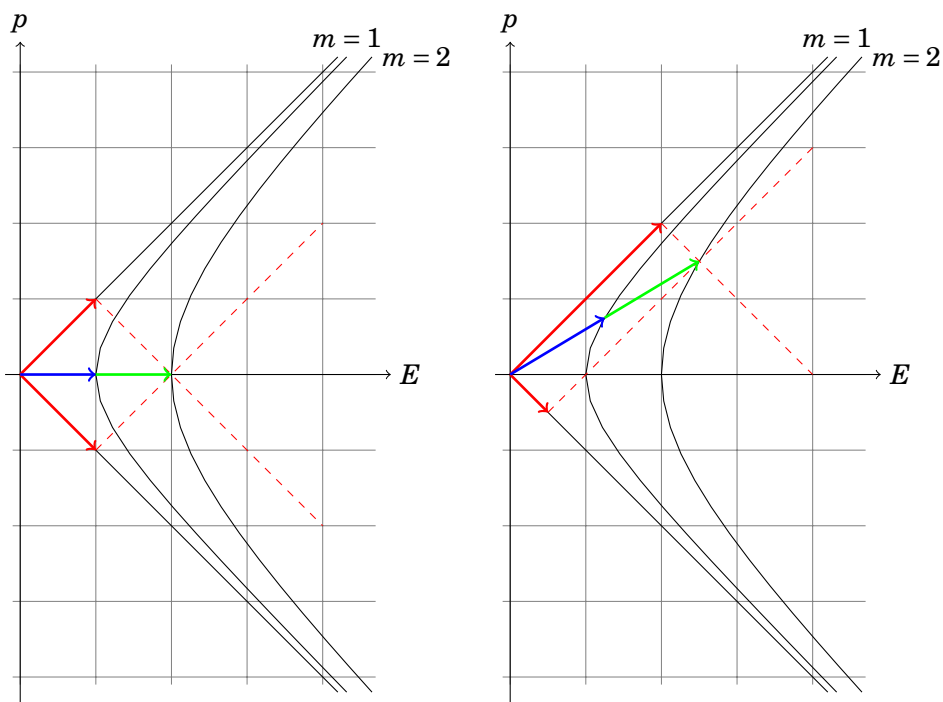 p
m = 1
m = 2
E
p
m = 1
m = 2
E